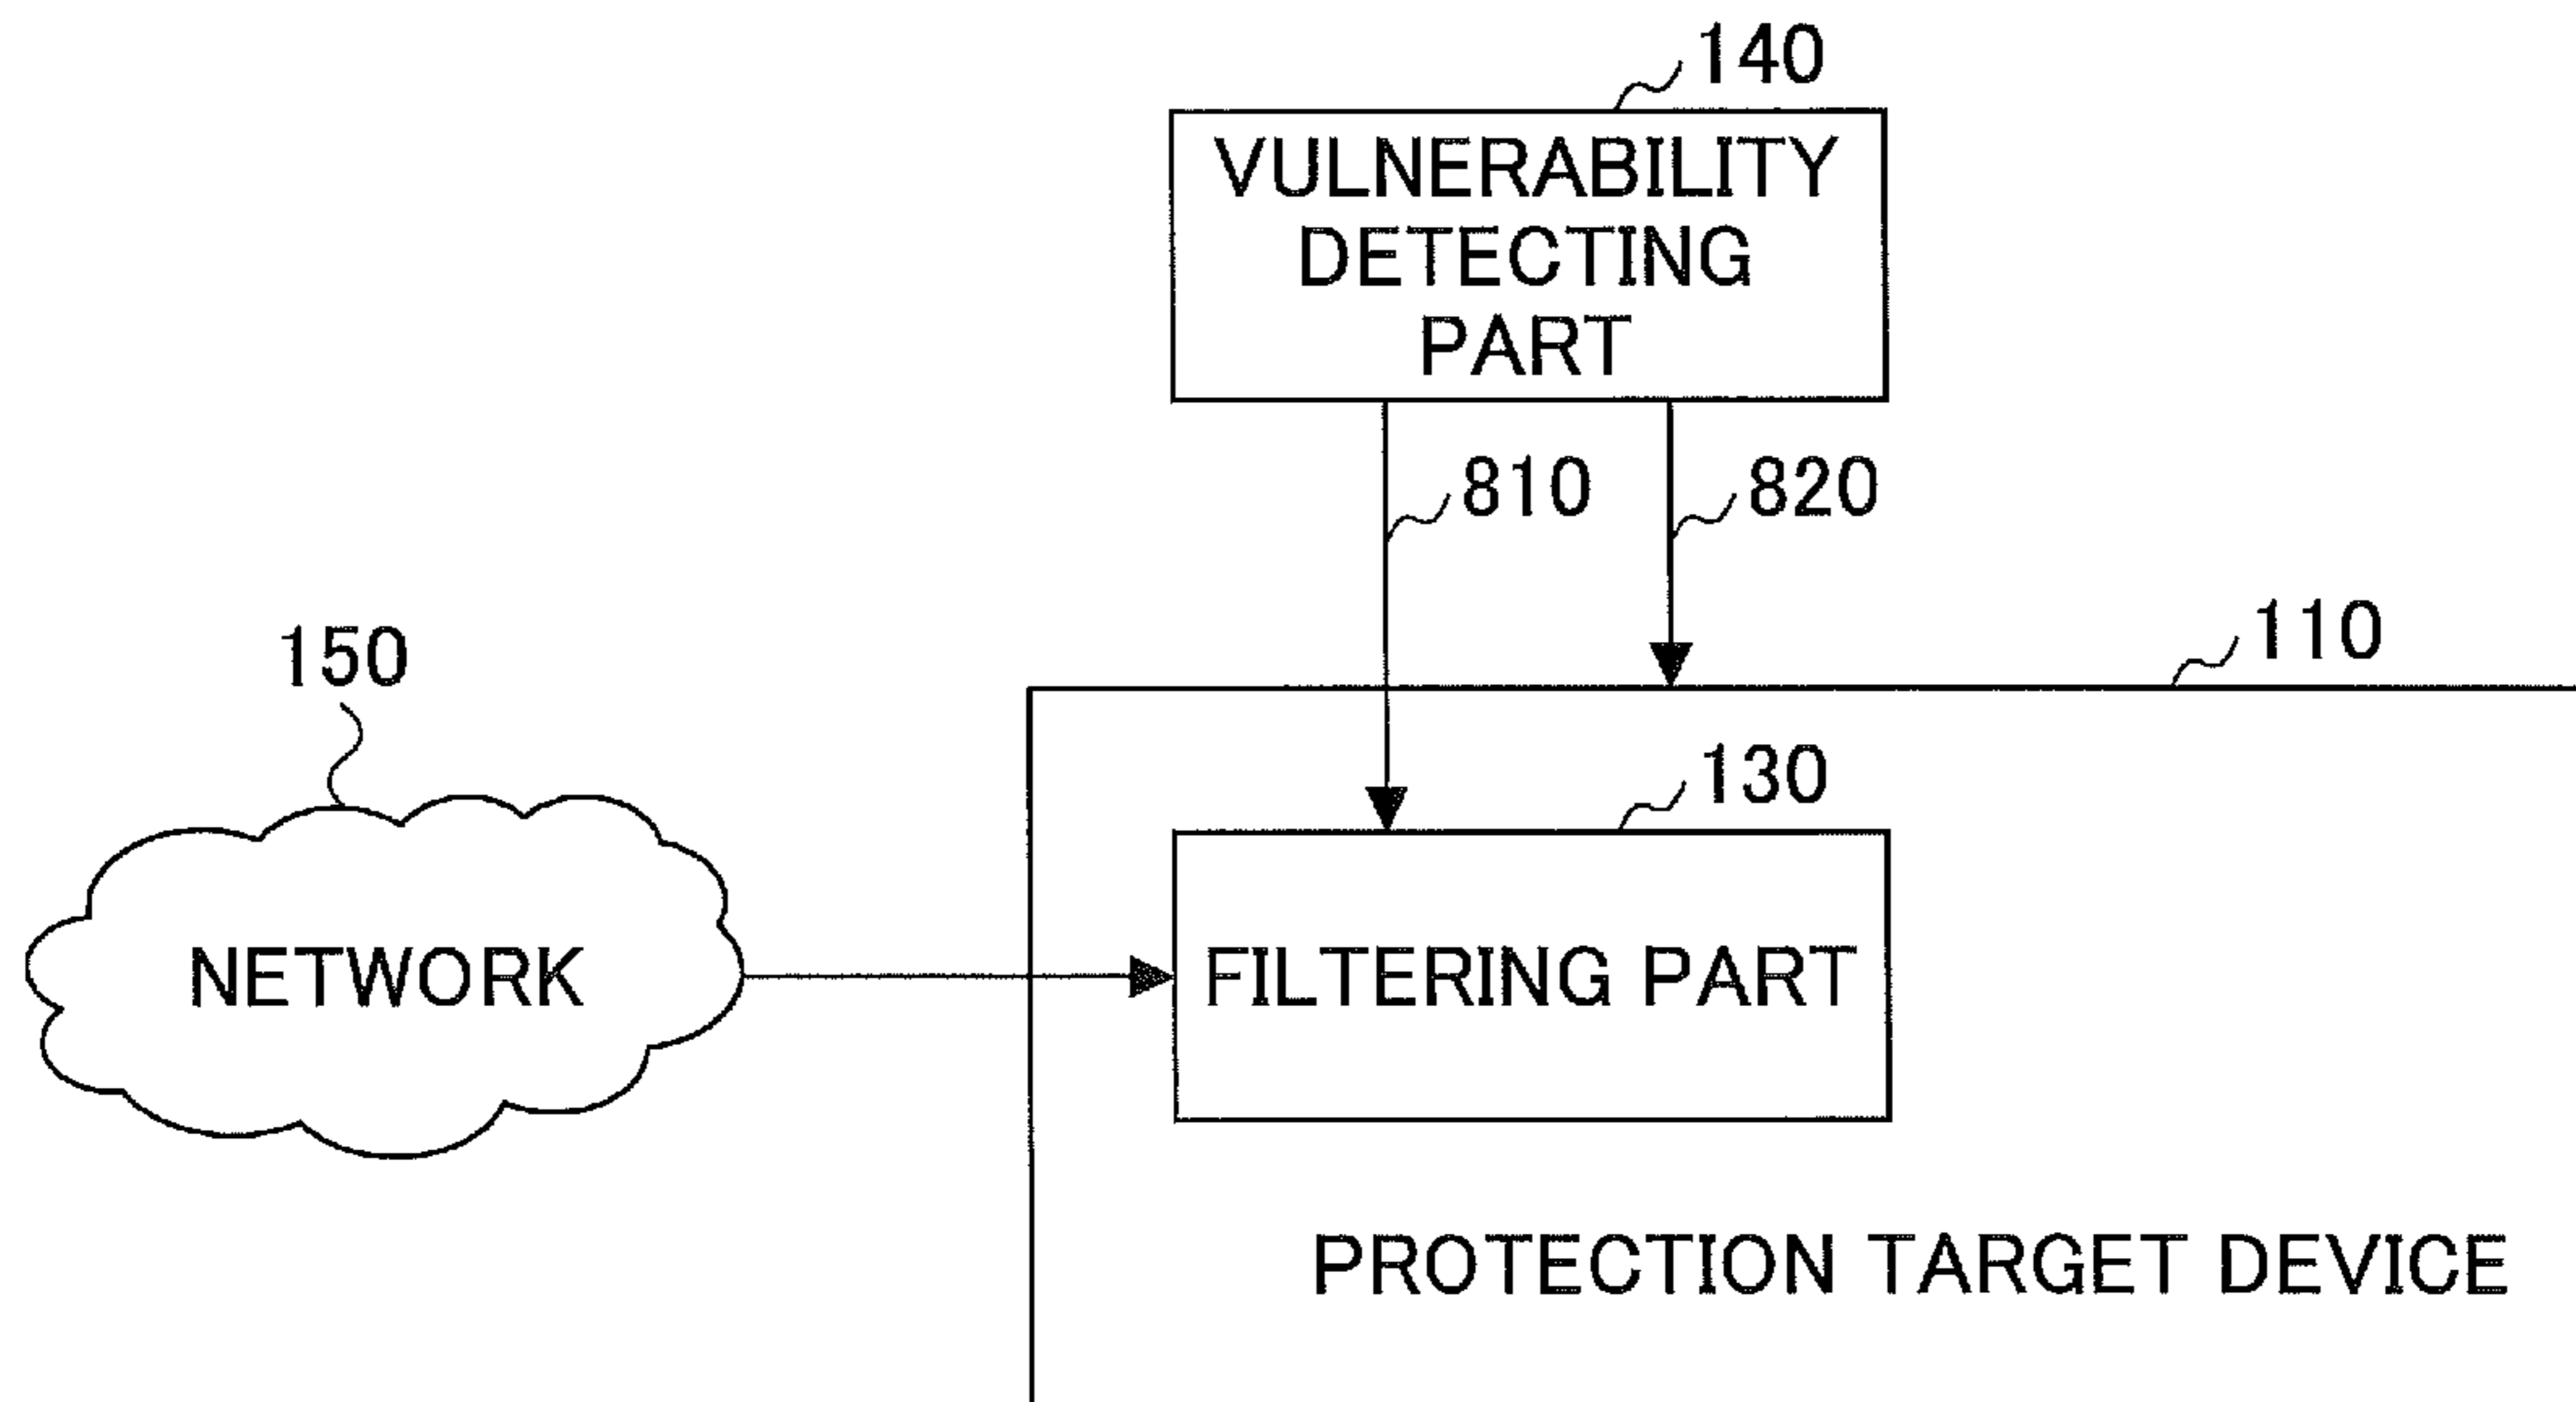 140
VULNERABILITY
DETECTING
PART
810
820
150
110
130
NETWORK
FILTERING PART
PROTECTION TARGET DEVICE